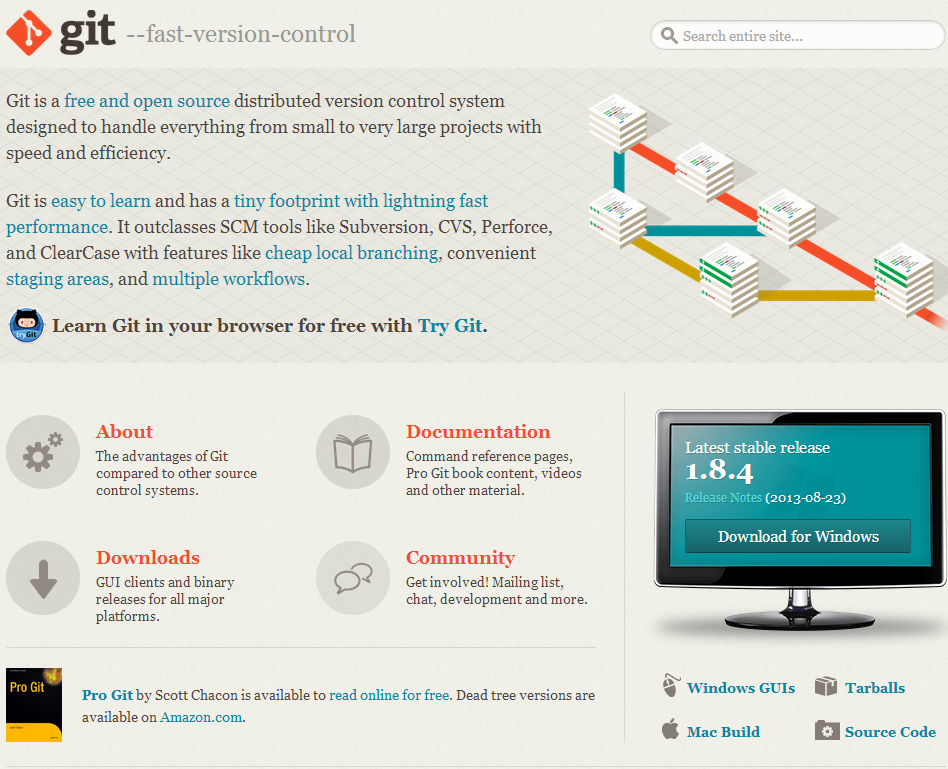 git --fast-version-control
Search entire site...
Git is a free and open source distributed version control system
designed to handle everything from small to very large projects with
speed and efficiency.
Git is easy to learn and has a tiny footprint with lightning fast
performance. It outclasses SCM tools like Subversion, CVS, Perforce,
and ClearCase with features like cheap local branching, convenient
staging areas, and multiple workflows.
tryGit
Learn Git in your browser for free with Try Git.
About
The advantages of Git
compared to other source
control systems.
Documentation
Command reference pages,
Pro Git book content, videos
and other material.
Downloads
GUI clients and binary
releases for all major
platforms.
Community
Get involved! Mailing list,
chat, development and more.
Pro Git
Pro Git by Scott Chacon is available to read online for free. Dead tree versions are
available on Amazon.com.
Latest stable release
1.8.4
Release Notes (2013-08-23)
Download for Windows
Windows GUIs
Tarballs
Mac Build
Source Code